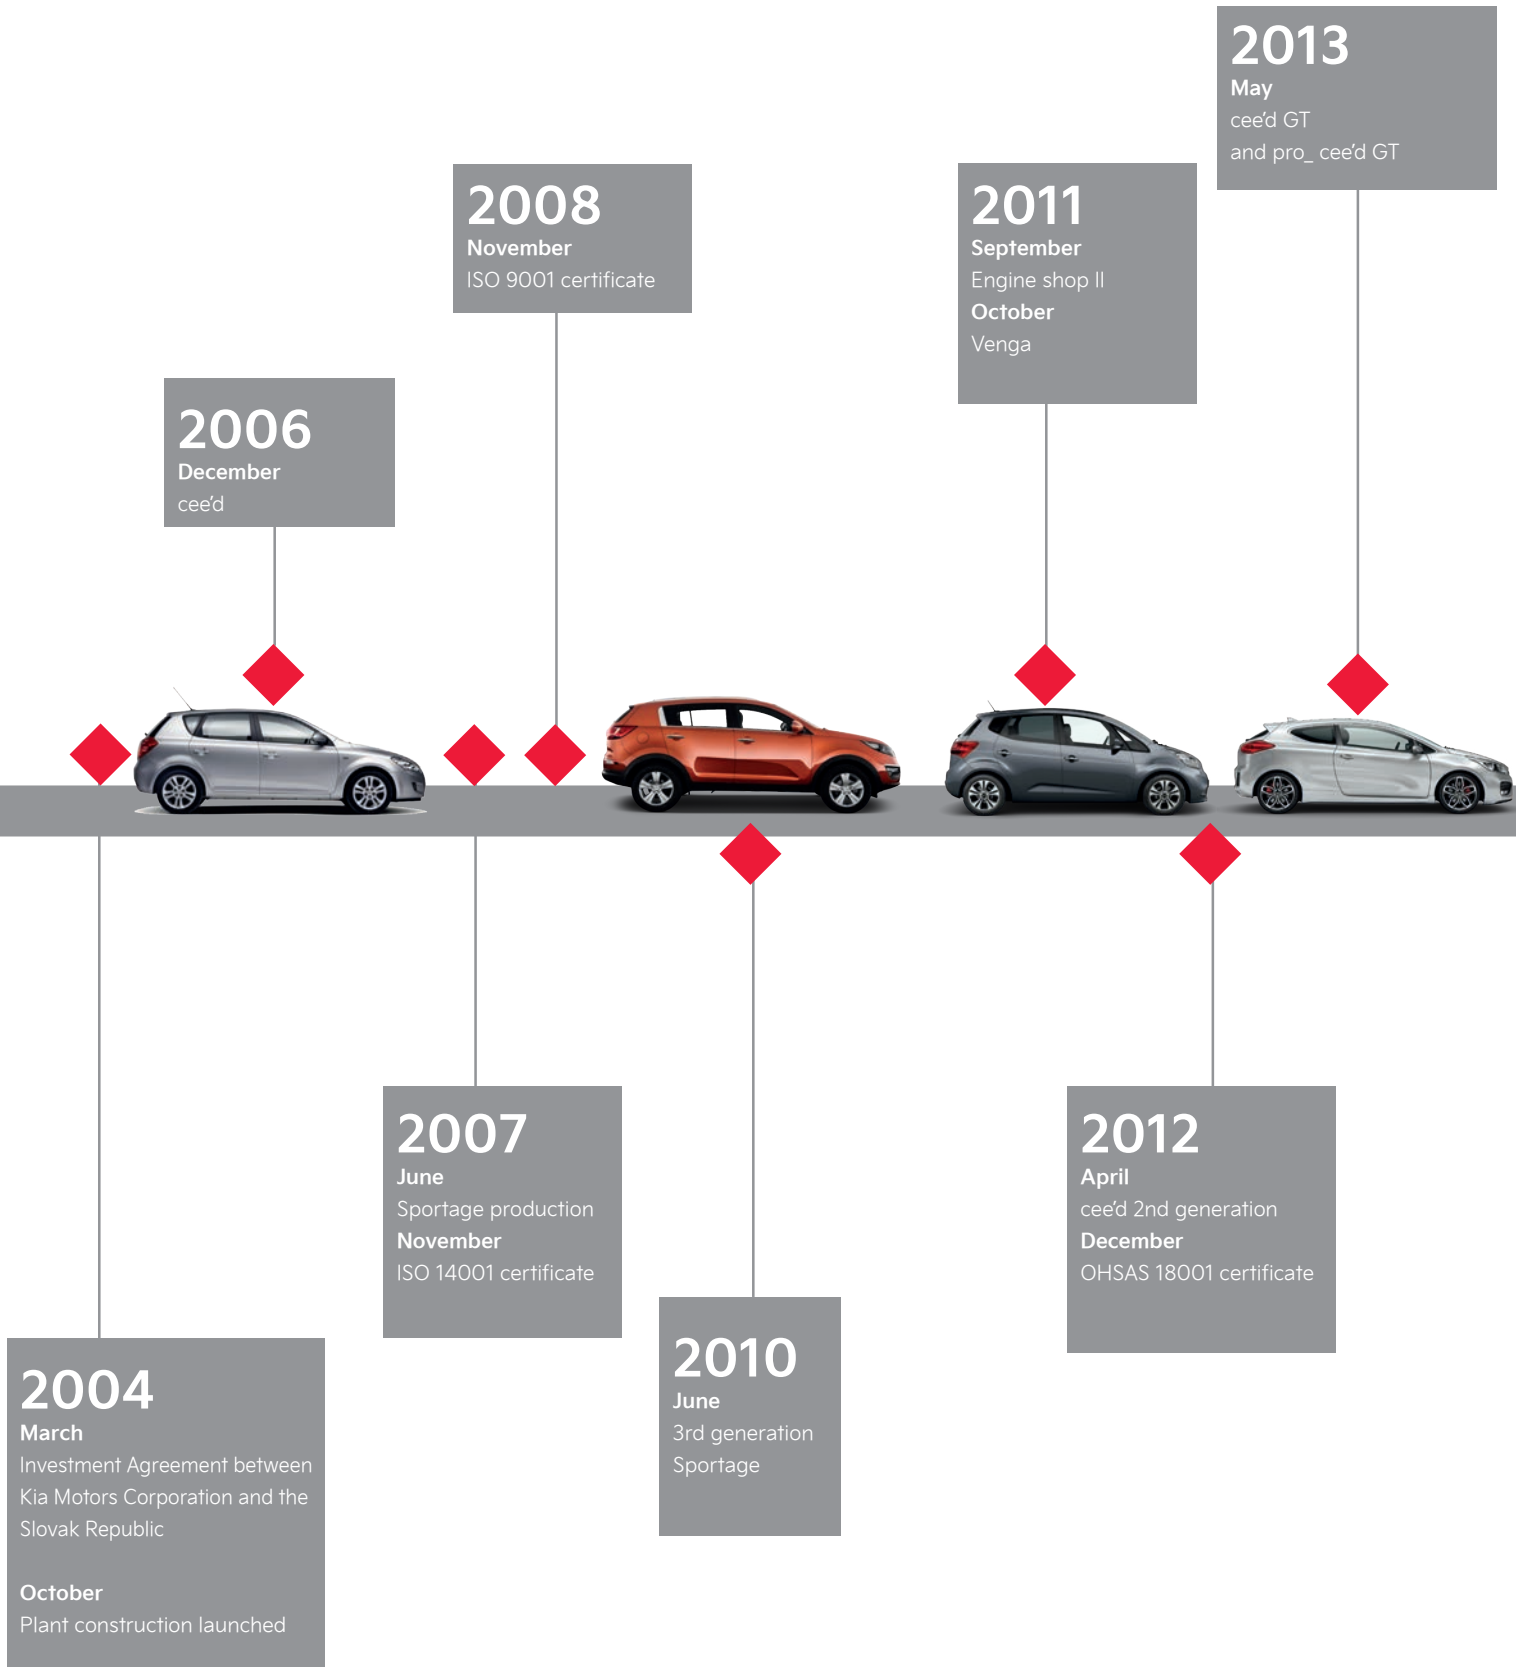 2004
March
Investment Agreement between
Kia Motors Corporation and the
Slovak Republic
October
Plant construction launched
2006
December
cee’d
2007
June
Sportage production
November
ISO 14001 certificate
2008
November
ISO 9001 certificate
2010
June
3rd generation
Sportage
2011
September
Engine shop II
October
Venga
2012
April
cee’d 2nd generation
December
OHSAS 18001 certificate
2013
May
cee’d GT
and pro_ cee’d GT